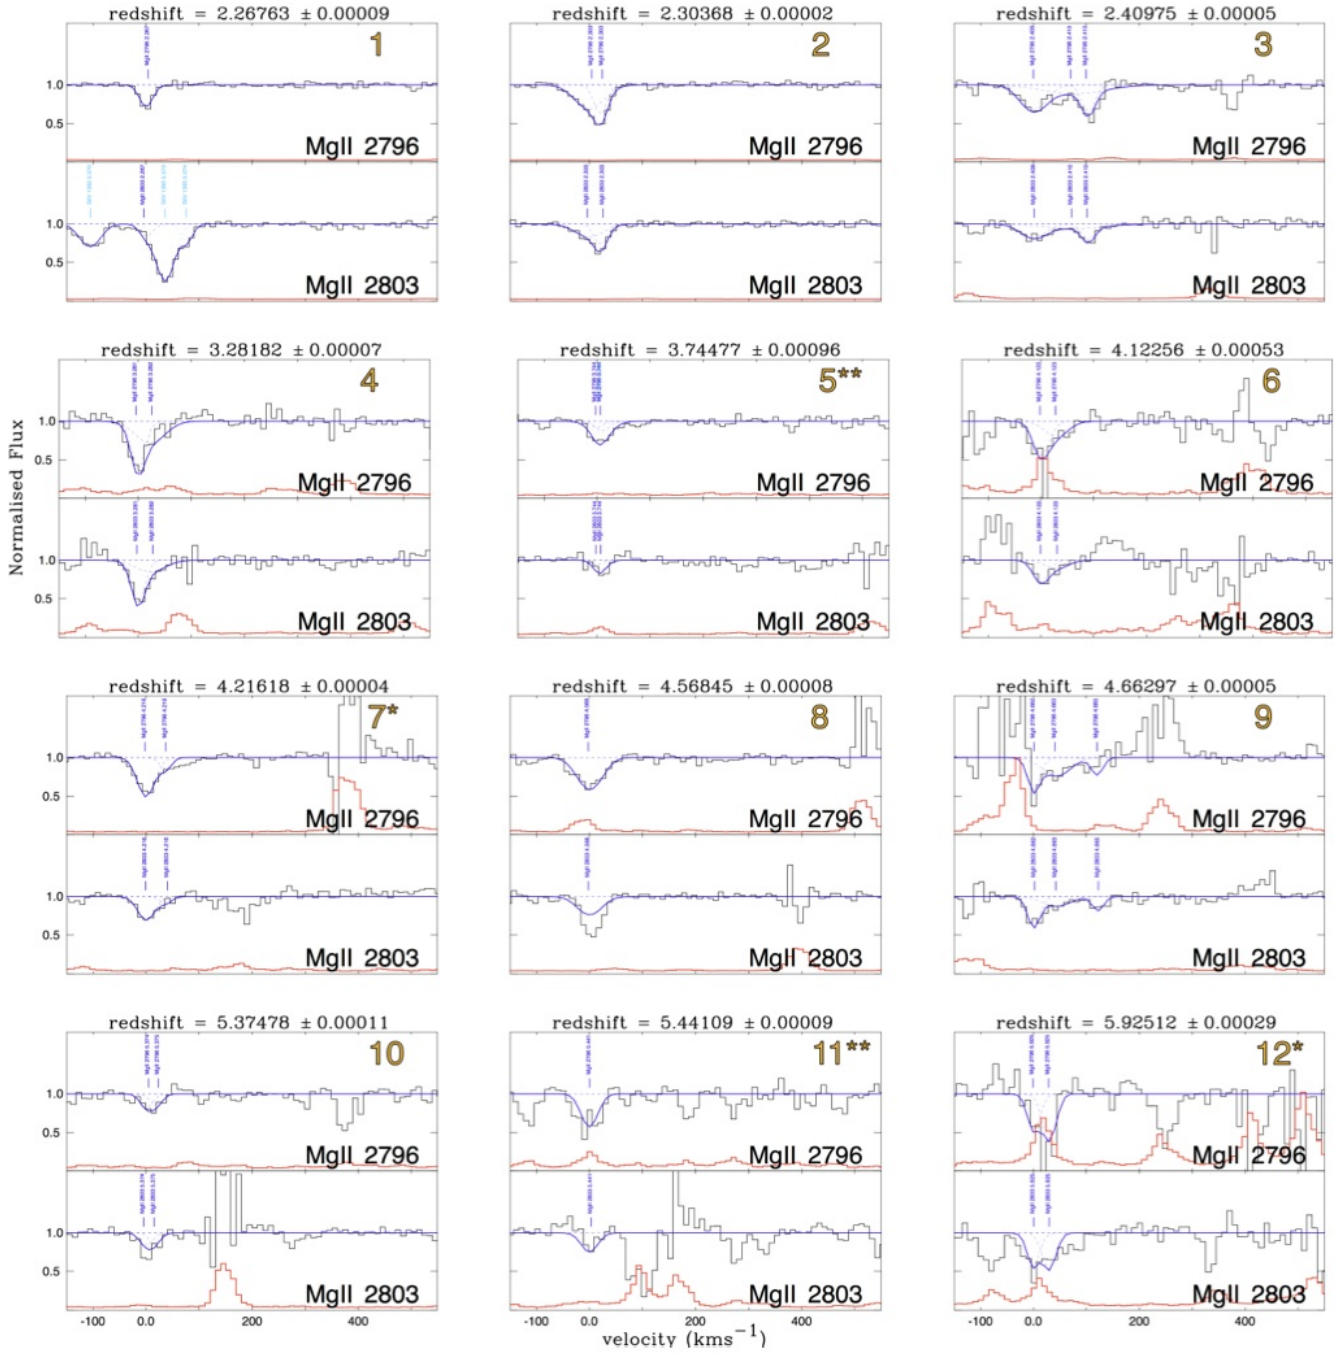 redshift = 2.26763 ± 0.00009
redshift = 2.30368 ± 0.00002
redshift = 2.40975 ± 0.00005
1
2
3
1.0
0.5
MgII 2796
MgII 2796
MgII 2796
1.0
0.5
MgII 2803
MgII 2803
MgII 2803
redshift = 3.28182 ± 0.00007
redshift = 3.74477 ± 0.00096
redshift = 4.12256 ± 0.00053
4
5**
6
1.0
0.5
MgII 2796
MgII 2796
MgII 2796
Normalised Flux
1.0
0.5
MgII 2803
MgII 2803
MgII 2803
redshift = 4.21618 ± 0.00004
redshift = 4.56845 ± 0.00008
redshift = 4.66297 ± 0.00005
7*
8
9
1.0
0.5
MgII 2796
MgII 2796
MgII 2796
1.0
0.5
MgII 2803
MgII 2803
MgII 2803
redshift = 5.37478 ± 0.00011
redshift = 5.44109 ± 0.00009
redshift = 5.92512 ± 0.00029
10
11**
12*
1.0
0.5
MgII 2796
MgII 2796
MgII 2796
1.0
0.5
MgII 2803
MgII 2803
MgII 2803
-100 0.0 200 400
-100 0.0 200 400
-100 0.0 200 400
velocity (kms⁻¹)